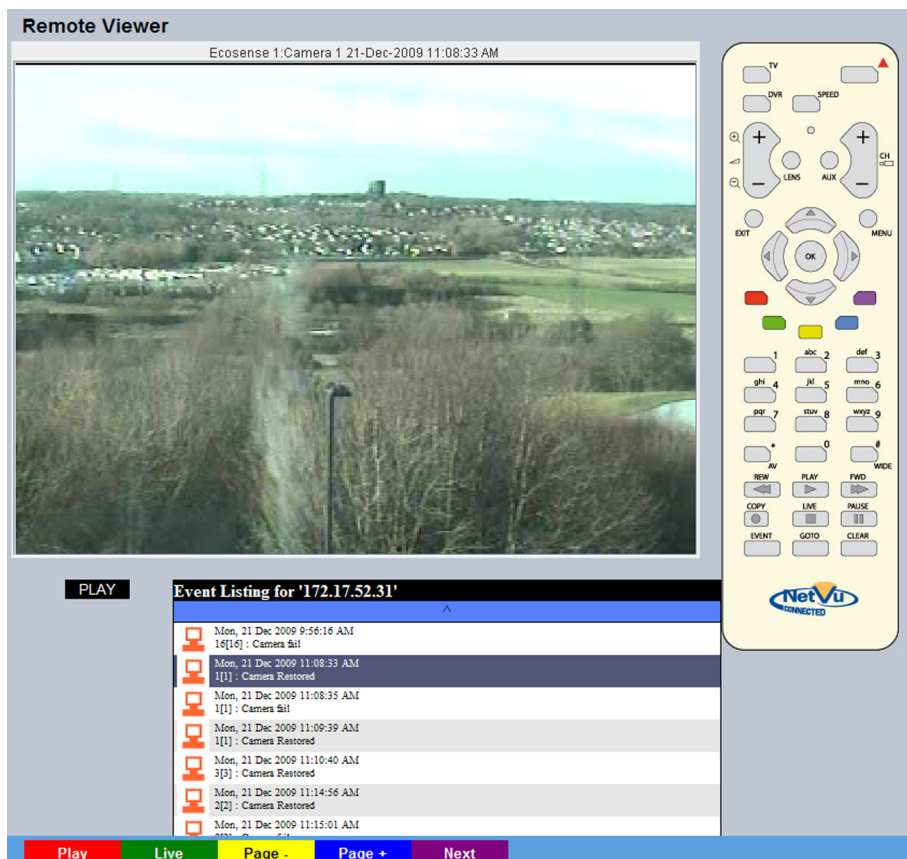 Remote Viewer
Ecosense 1:Camera 1 21-Dec-2009 11:08:33 AM
TV
DVR
SPEED
+
+
CH
LENS
AUX
−
−
EXIT
MENU
OK
1
abc 2
def 3
ghi 4
jkl 5
mno 6
pqr 7
stuv 8
wxyz 9
*
0
#
AV
WIDE
REW
PLAY
FWD
COPY
LIVE
PAUSE
EVENT
GOTO
CLEAR
NetVu
CONNECTED
PLAY
Event Listing for '172.17.52.31'
^
Mon, 21 Dec 2009 9:56:16 AM
16[16] : Camera fail
Mon, 21 Dec 2009 11:08:33 AM
1[1] : Camera Restored
Mon, 21 Dec 2009 11:08:35 AM
1[1] : Camera fail
Mon, 21 Dec 2009 11:09:39 AM
1[1] : Camera Restored
Mon, 21 Dec 2009 11:10:40 AM
3[3] : Camera Restored
Mon, 21 Dec 2009 11:14:56 AM
2[2] : Camera Restored
Mon, 21 Dec 2009 11:15:01 AM
Play Live Page - Page + Next